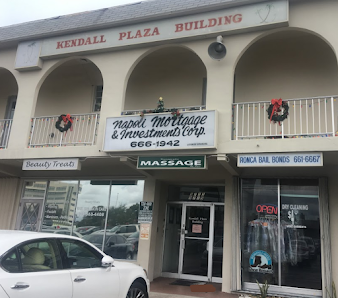 KENDALL PLAZA BUILDING
Napoli Mortgage
& Investments Corp.
666-1942
Beauty Treats
MASSAGE
RONCA BAIL BONDS 661-6667
OPEN
DRY CLEANING